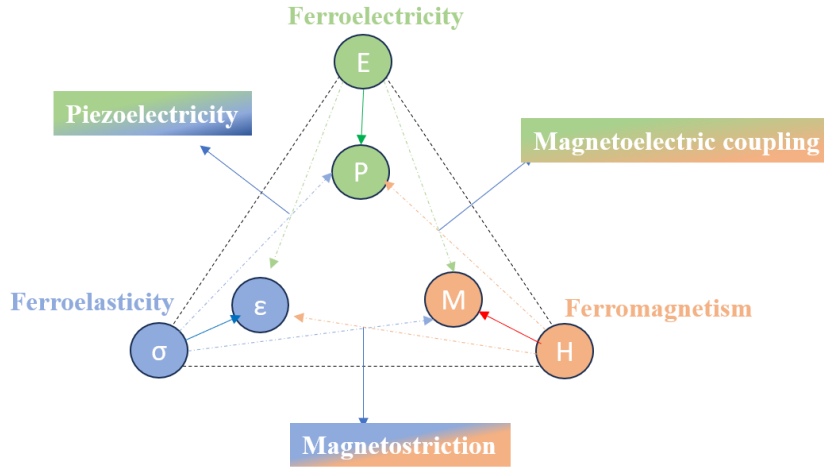 Ferroelectricity
E
Piezoelectricity
Magnetoelectric coupling
P
Ferroelasticity
ε
M
Ferromagnetism
σ
H
Magnetostriction